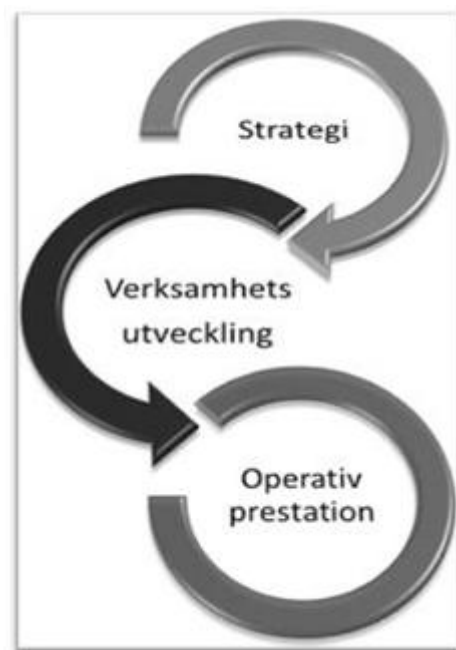 Strategi
Verksamhets
utveckling
Operativ
prestation